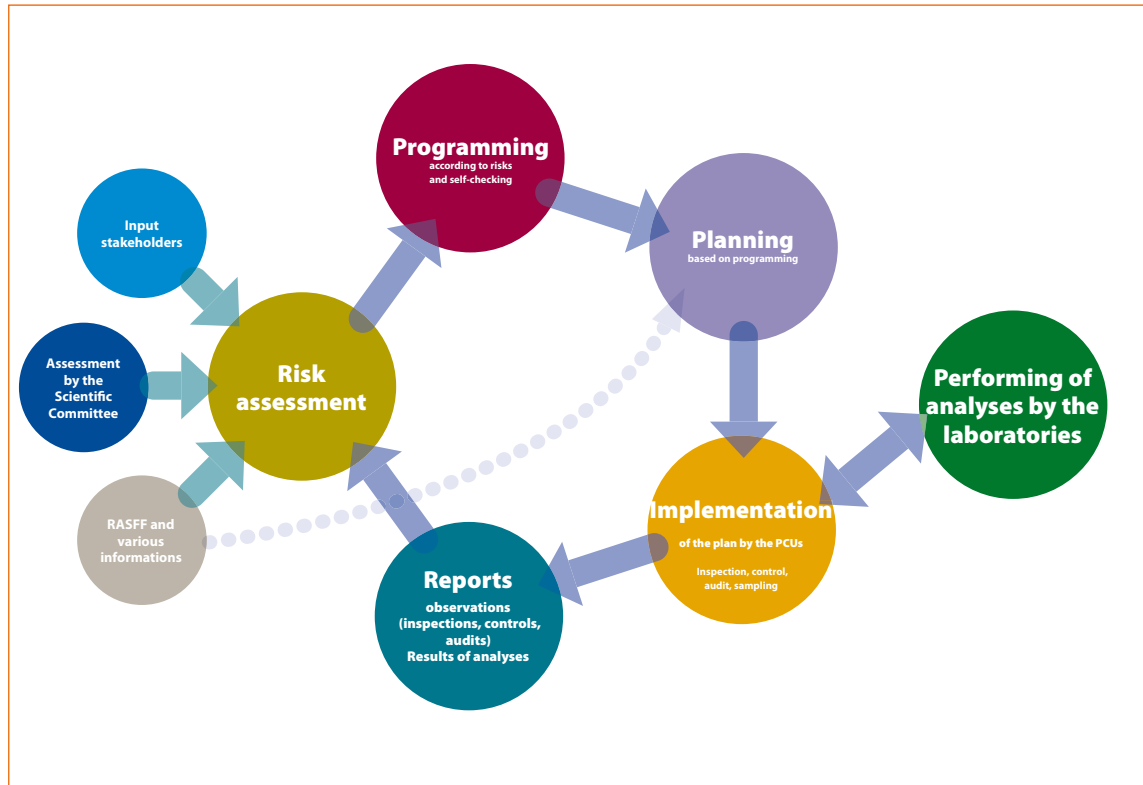 Programming
according to risks
and self-checking
Input
stakeholders
Planning
based on programming
Assessment
by the
Scientific
Committee
Risk
assessment
Performing of
analyses by the
laboratories
RASFF and
various
informations
Implementation
of the plan by the PCUs
Inspection, control,
audit, sampling
Reports
observations
(inspections, controls,
audits)
Results of analyses